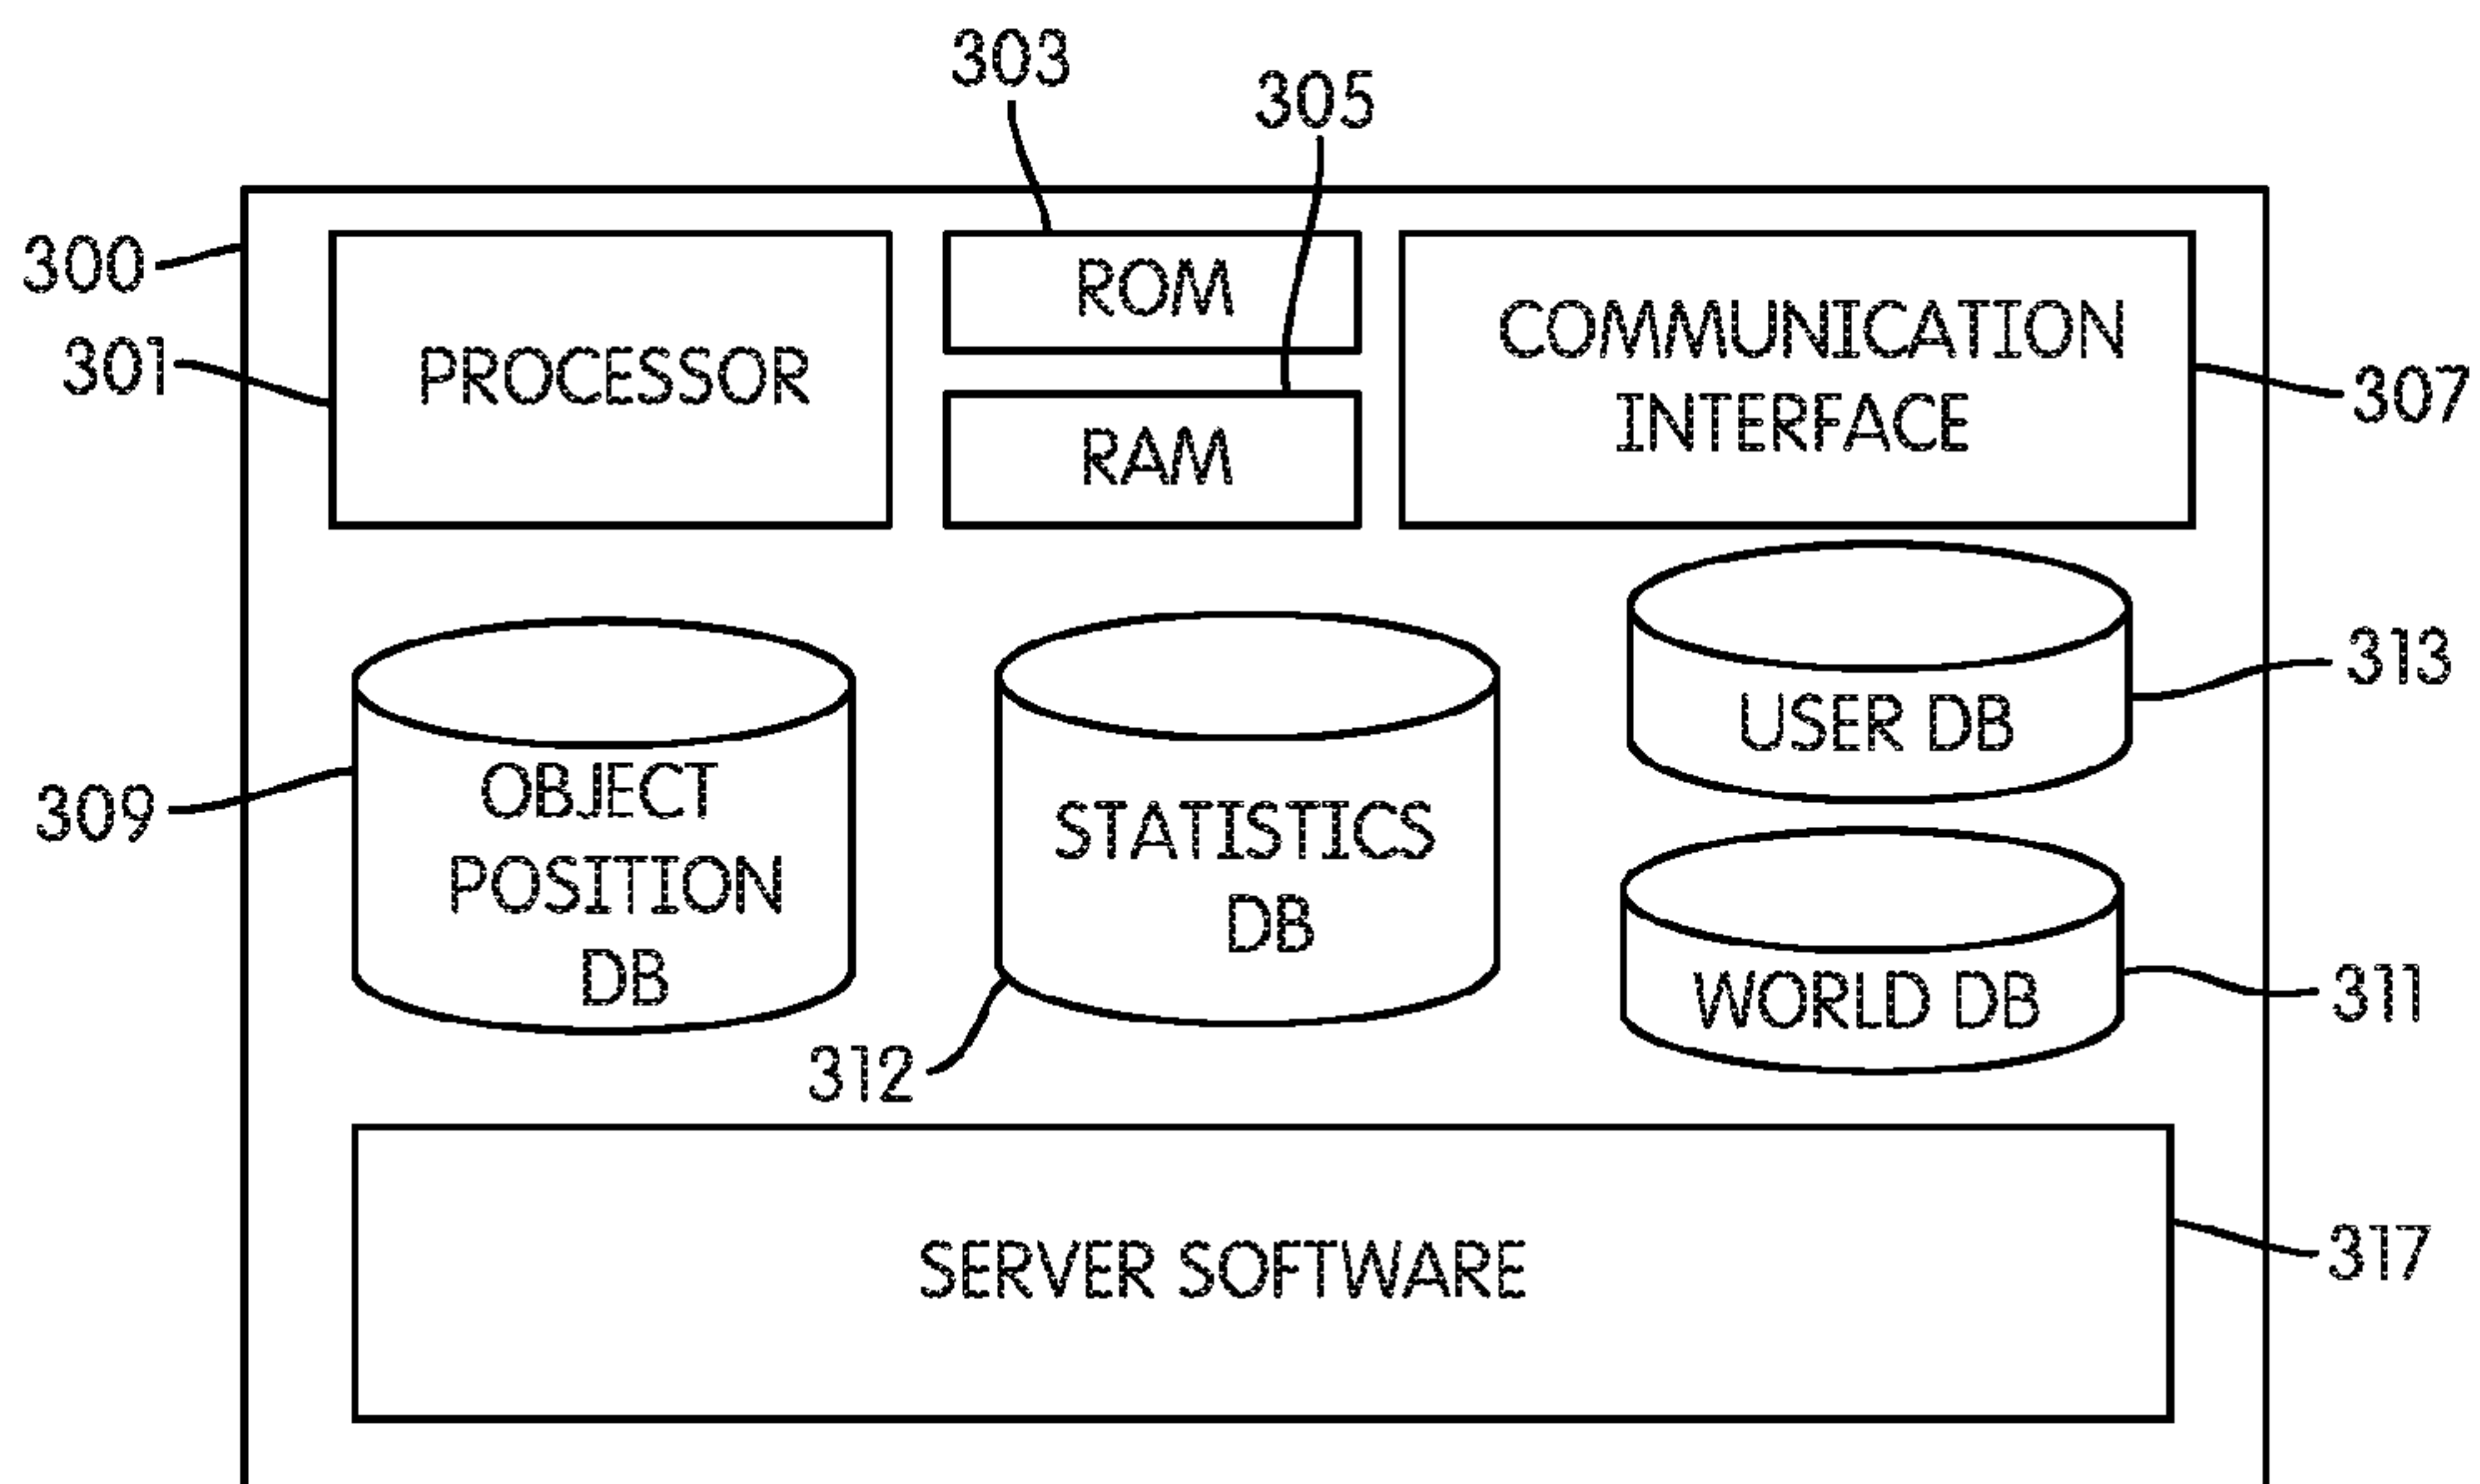 303
305
300
301
PROCESSOR
ROM
RAM
COMMUNICATION
INTERFACE
307
309
OBJECT
POSITION
DB
STATISTICS
DB
312
USER DB
313
WORLD DB
311
SERVER SOFTWARE
317